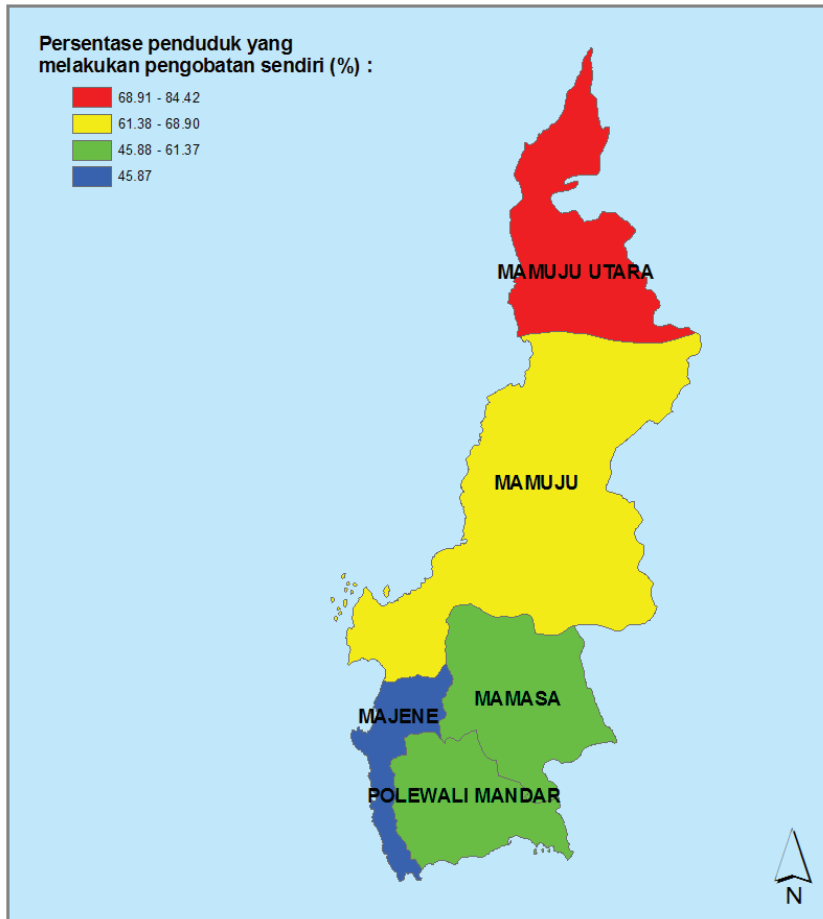 Persentase penduduk yang
melakukan pengobatan sendiri (%) :
68.91 - 84.42
61.38 - 68.90
45.88 - 61.37
45.87
MAMUJU UTARA
MAMUJU
MAMASA
MAJENE
POLEWALI MANDAR
N